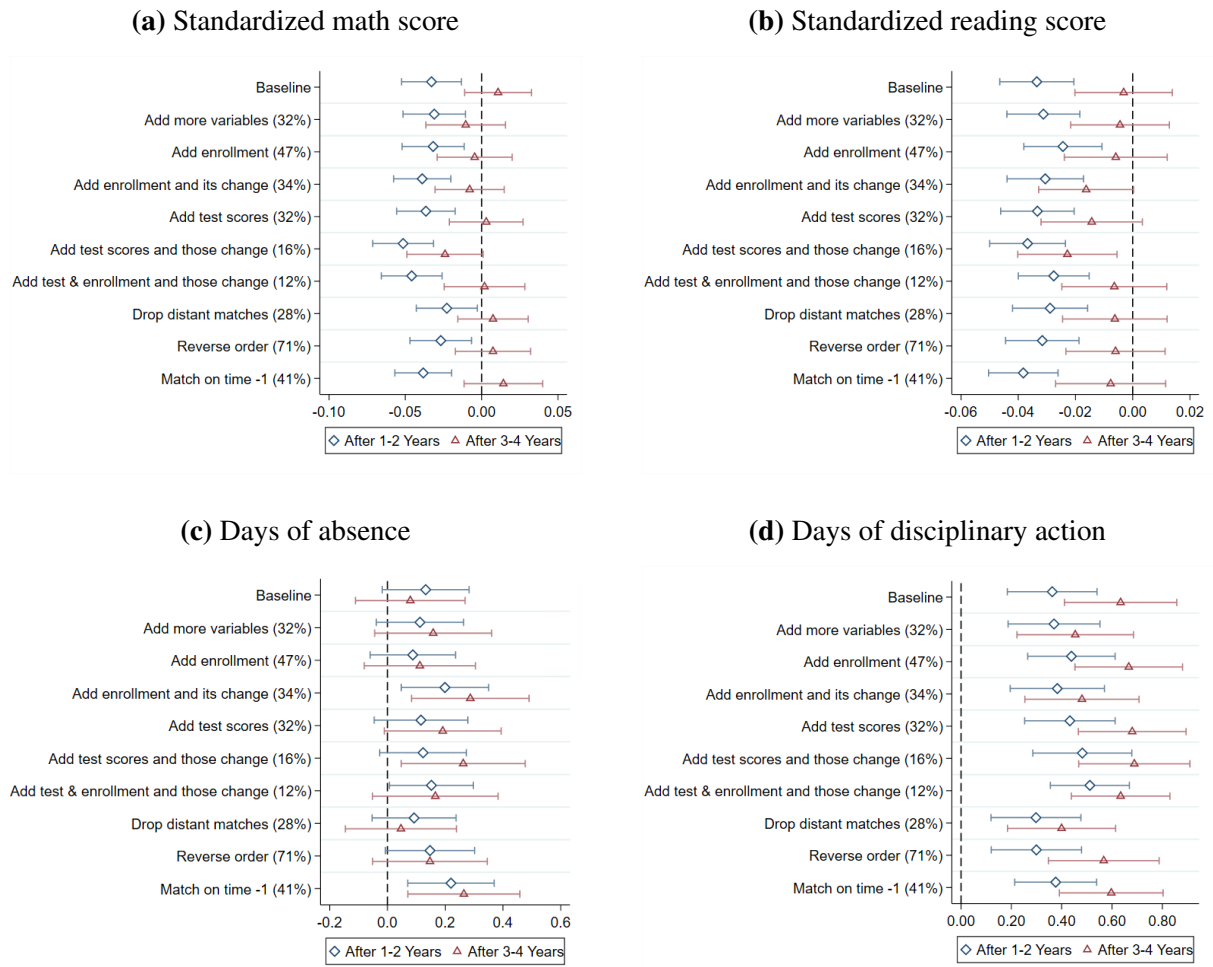 (a) Standardized math score
Baseline
Add more variables (32%)
Add enrollment (47%)
Add enrollment and its change (34%)
Add test scores (32%)
Add test scores and those change (16%)
Add test & enrollment and those change (12%)
Drop distant matches (28%)
Reverse order (71%)
Match on time -1 (41%)
-0.10 -0.05 0.00 0.05
After 1-2 Years After 3-4 Years
(b) Standardized reading score
Baseline
Add more variables (32%)
Add enrollment (47%)
Add enrollment and its change (34%)
Add test scores (32%)
Add test scores and those change (16%)
Add test & enrollment and those change (12%)
Drop distant matches (28%)
Reverse order (71%)
Match on time -1 (41%)
-0.06 -0.04 -0.02 0.00 0.02
After 1-2 Years After 3-4 Years
(c) Days of absence
Baseline
Add more variables (32%)
Add enrollment (47%)
Add enrollment and its change (34%)
Add test scores (32%)
Add test scores and those change (16%)
Add test & enrollment and those change (12%)
Drop distant matches (28%)
Reverse order (71%)
Match on time -1 (41%)
-0.2 0.0 0.2 0.4 0.6
After 1-2 Years After 3-4 Years
(d) Days of disciplinary action
Baseline
Add more variables (32%)
Add enrollment (47%)
Add enrollment and its change (34%)
Add test scores (32%)
Add test scores and those change (16%)
Add test & enrollment and those change (12%)
Drop distant matches (28%)
Reverse order (71%)
Match on time -1 (41%)
0.00 0.20 0.40 0.60 0.80
After 1-2 Years After 3-4 Years